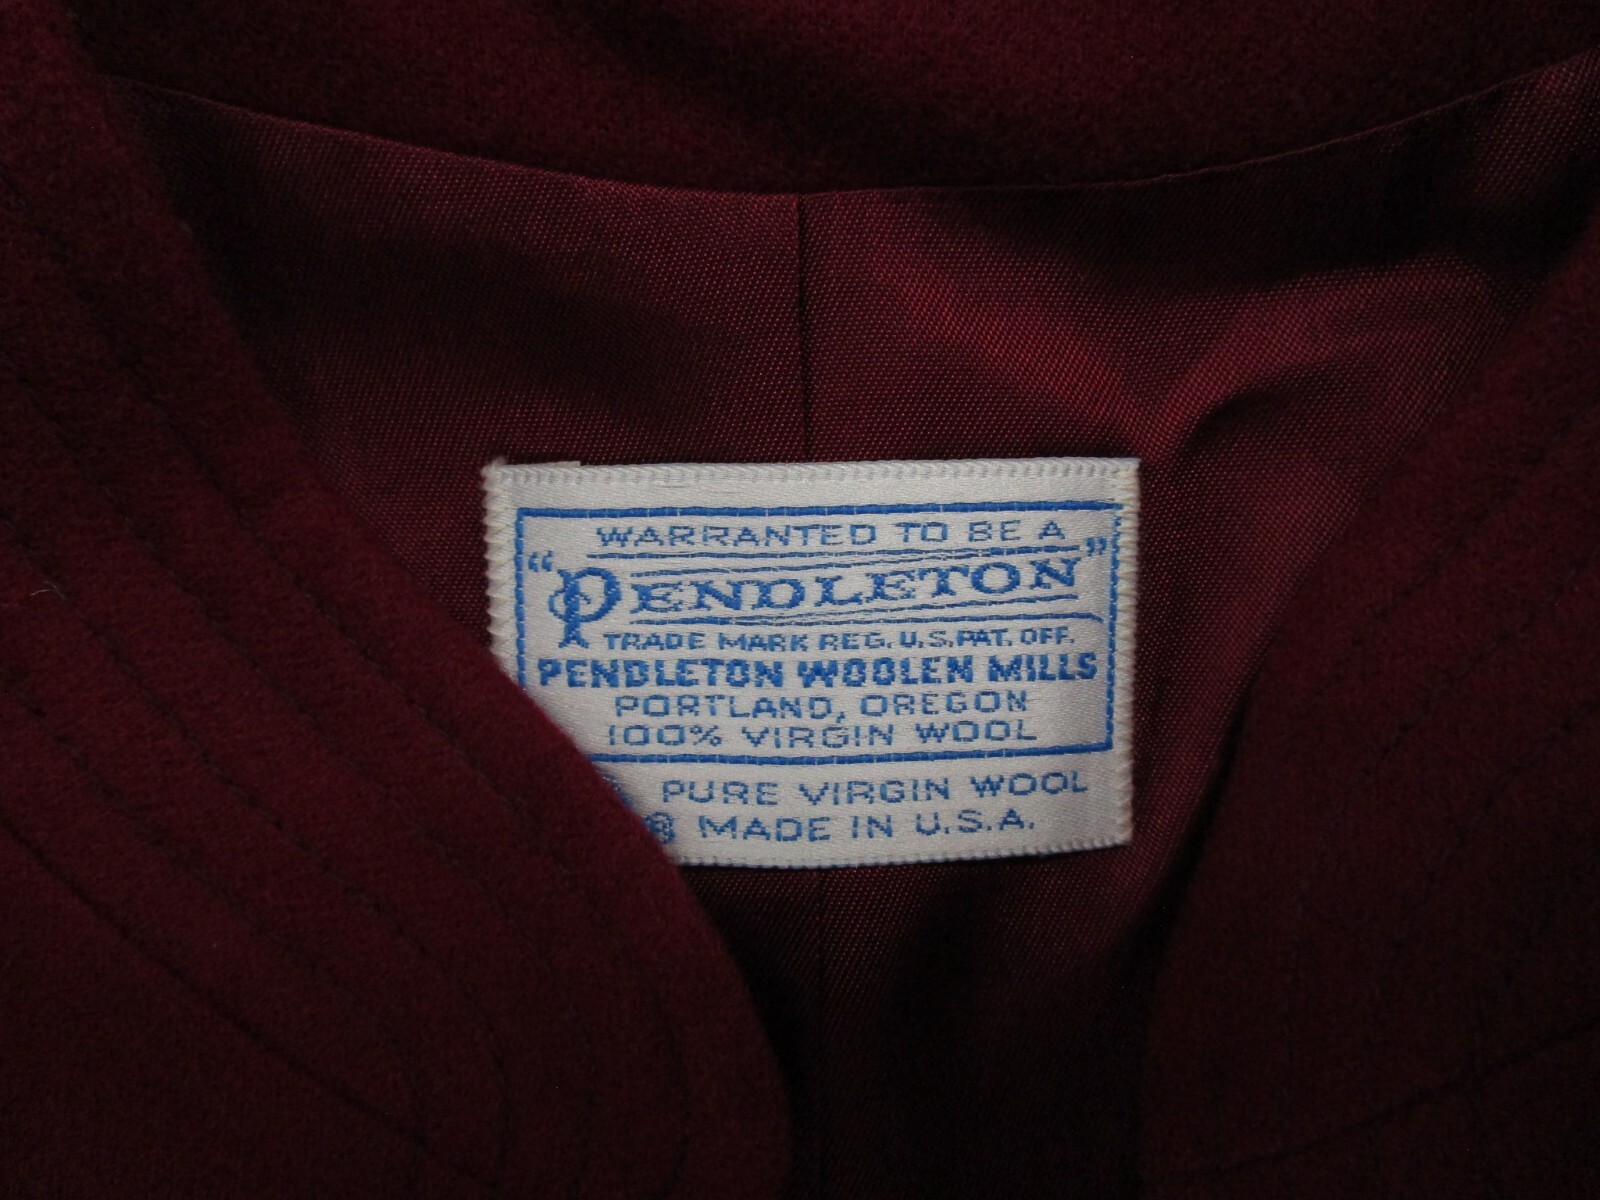 WARRANTED TO BE A
"PENDLETON"
TRADE MARK REG. U.S. PAT. OFF.
PENDLETON WOOLEN MILLS
PORTLAND, OREGON
100% VIRGIN WOOL
PURE VIRGIN WOOL
® MADE IN U.S.A.